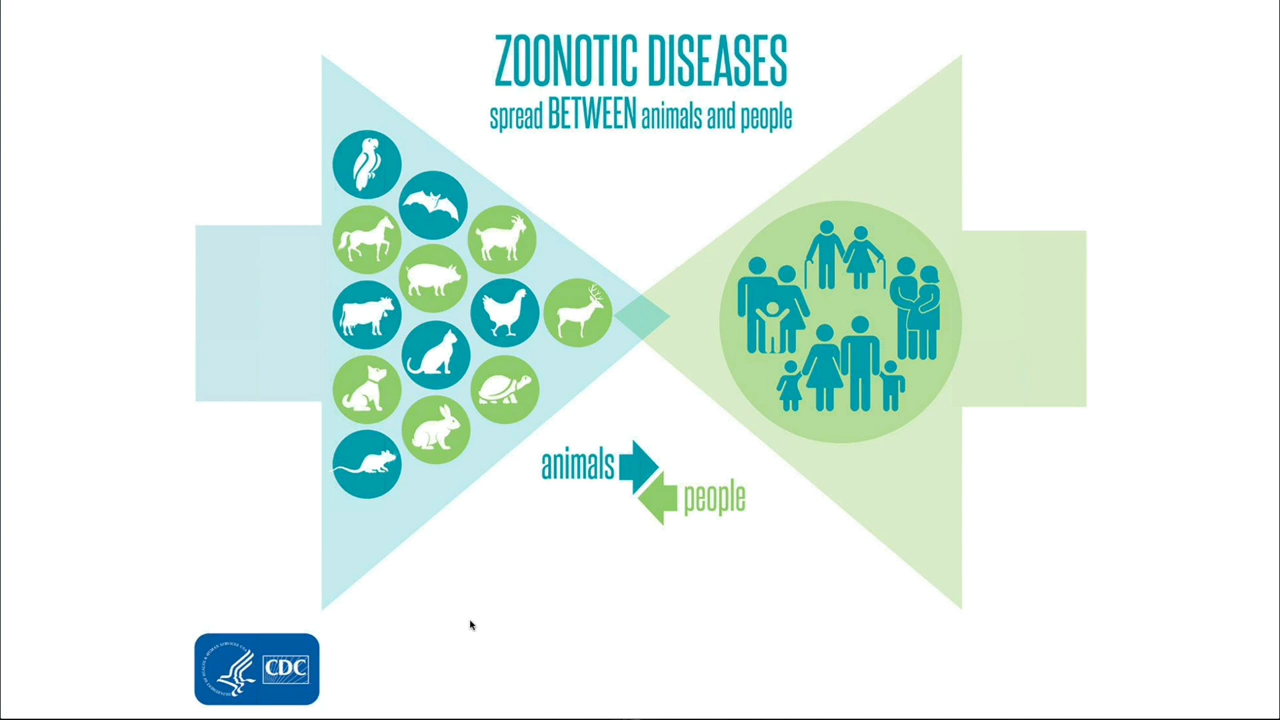 ZOONOTIC DISEASES
spread BETWEEN animals and people
animals
people
CDC